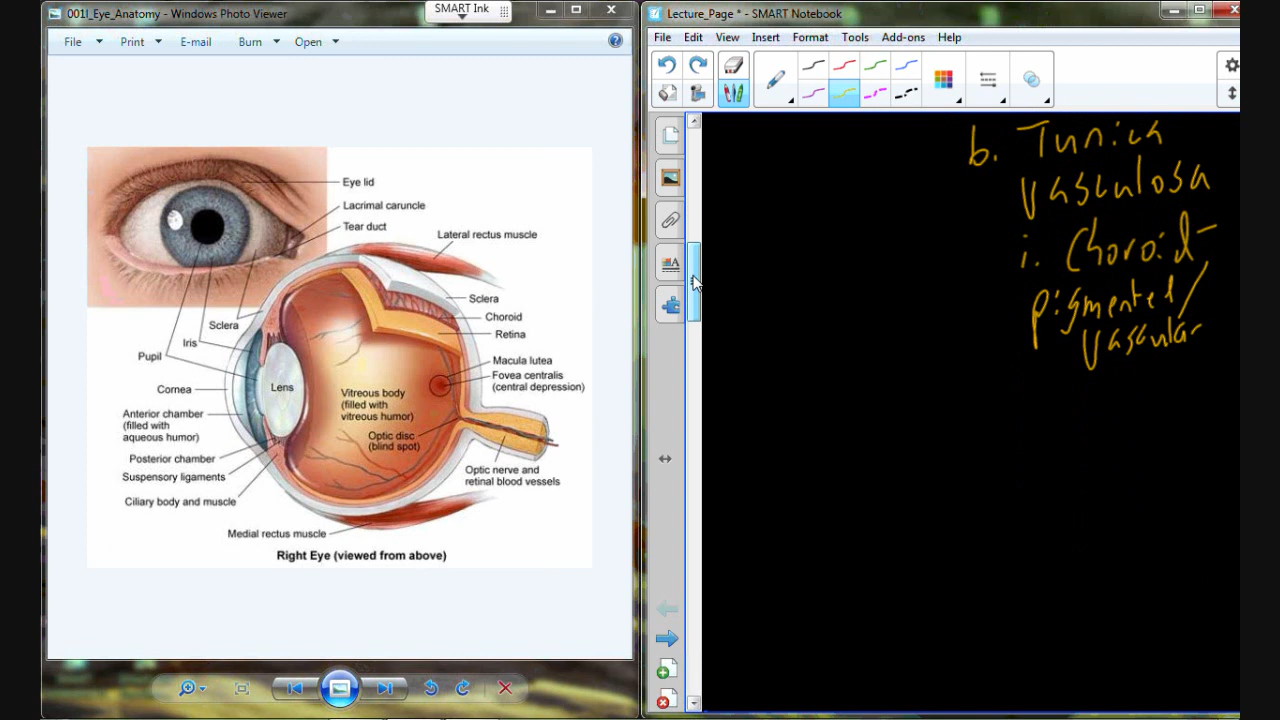 001I_Eye_Anatomy - Windows Photo Viewer
SMART Ink
File Print E-mail Burn Open
Eye lid
Lacrimal caruncle
Tear duct
Lateral rectus muscle
Sclera
Choroid
Retina
Macula lutea
Fovea centralis
(central depression)
Sclera
Iris
Pupil
Cornea
Lens
Vitreous body
(filled with
vitreous humor)
Anterior chamber
(filled with
aqueous humor)
Optic disc
(blind spot)
Posterior chamber
Suspensory ligaments
Ciliary body and muscle
Optic nerve and
retinal blood vessels
Medial rectus muscle
Right Eye (viewed from above)
Lecture_Page * - SMART Notebook
File Edit View Insert Format Tools Add-ons Help
b. Tunica
Vasculosa
i. Choroid-
pigmented/
Vascular